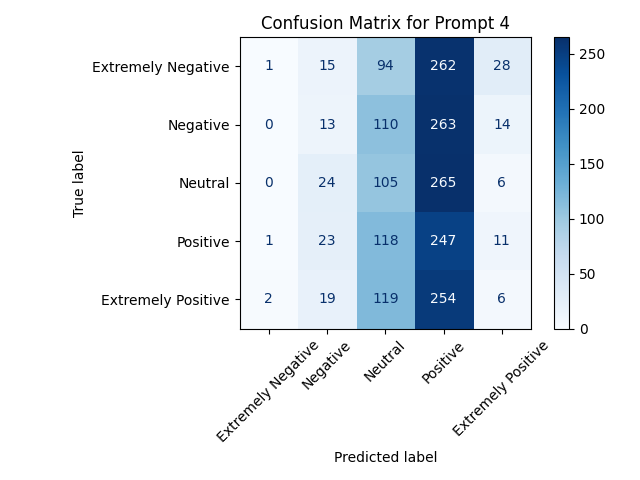 Confusion Matrix for Prompt 4
True label
Extremely Negative 1 15 94 262 28
Negative 0 13 110 263 14
Neutral 0 24 105 265 6
Positive 1 23 118 247 11
Extremely Positive 2 19 119 254 6
Extremely Negative Negative Neutral Positive Extremely Positive
Predicted label
250
200
150
100
50
0